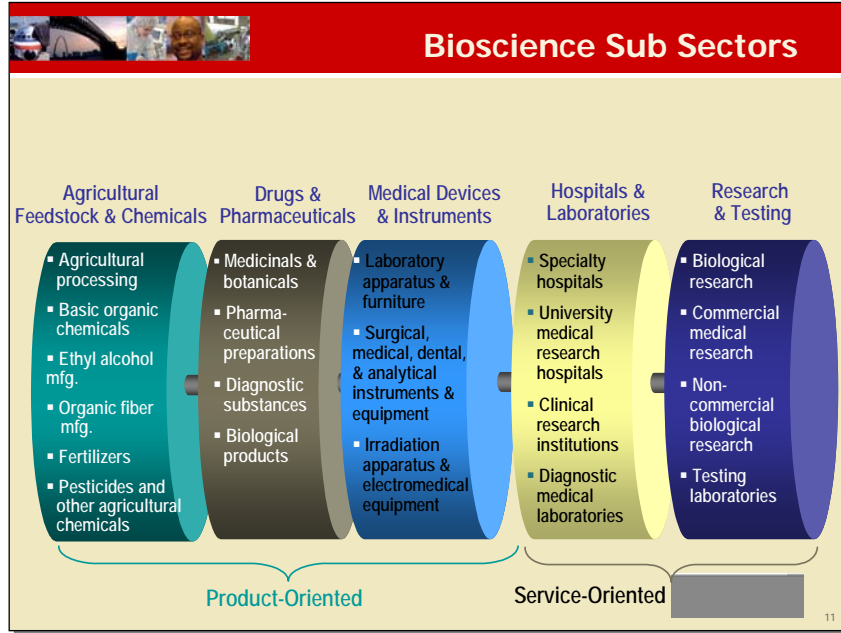 Bioscience Sub Sectors
Agricultural
Feedstock & Chemicals
Drugs &
Pharmaceuticals
Medical Devices
& Instruments
Hospitals &
Laboratories
Research
& Testing
▪ Agricultural
processing
▪ Basic organic
chemicals
▪ Ethyl alcohol
mfg.
▪ Organic fiber
mfg.
▪ Fertilizers
▪ Pesticides and
other agricultural
chemicals
▪ Medicinals &
botanicals
▪ Pharma-
ceutical
preparations
▪ Diagnostic
substances
▪ Biological
products
▪ Laboratory
apparatus &
furniture
▪ Surgical,
medical, dental,
& analytical
instruments &
equipment
▪ Irradiation
apparatus &
electromedical
equipment
▪ Specialty
hospitals
▪ University
medical
research
hospitals
▪ Clinical
research
institutions
▪ Diagnostic
medical
laboratories
▪ Biological
research
▪ Commercial
medical
research
▪ Non-
commercial
biological
research
▪ Testing
laboratories
Product-Oriented
Service-Oriented
11